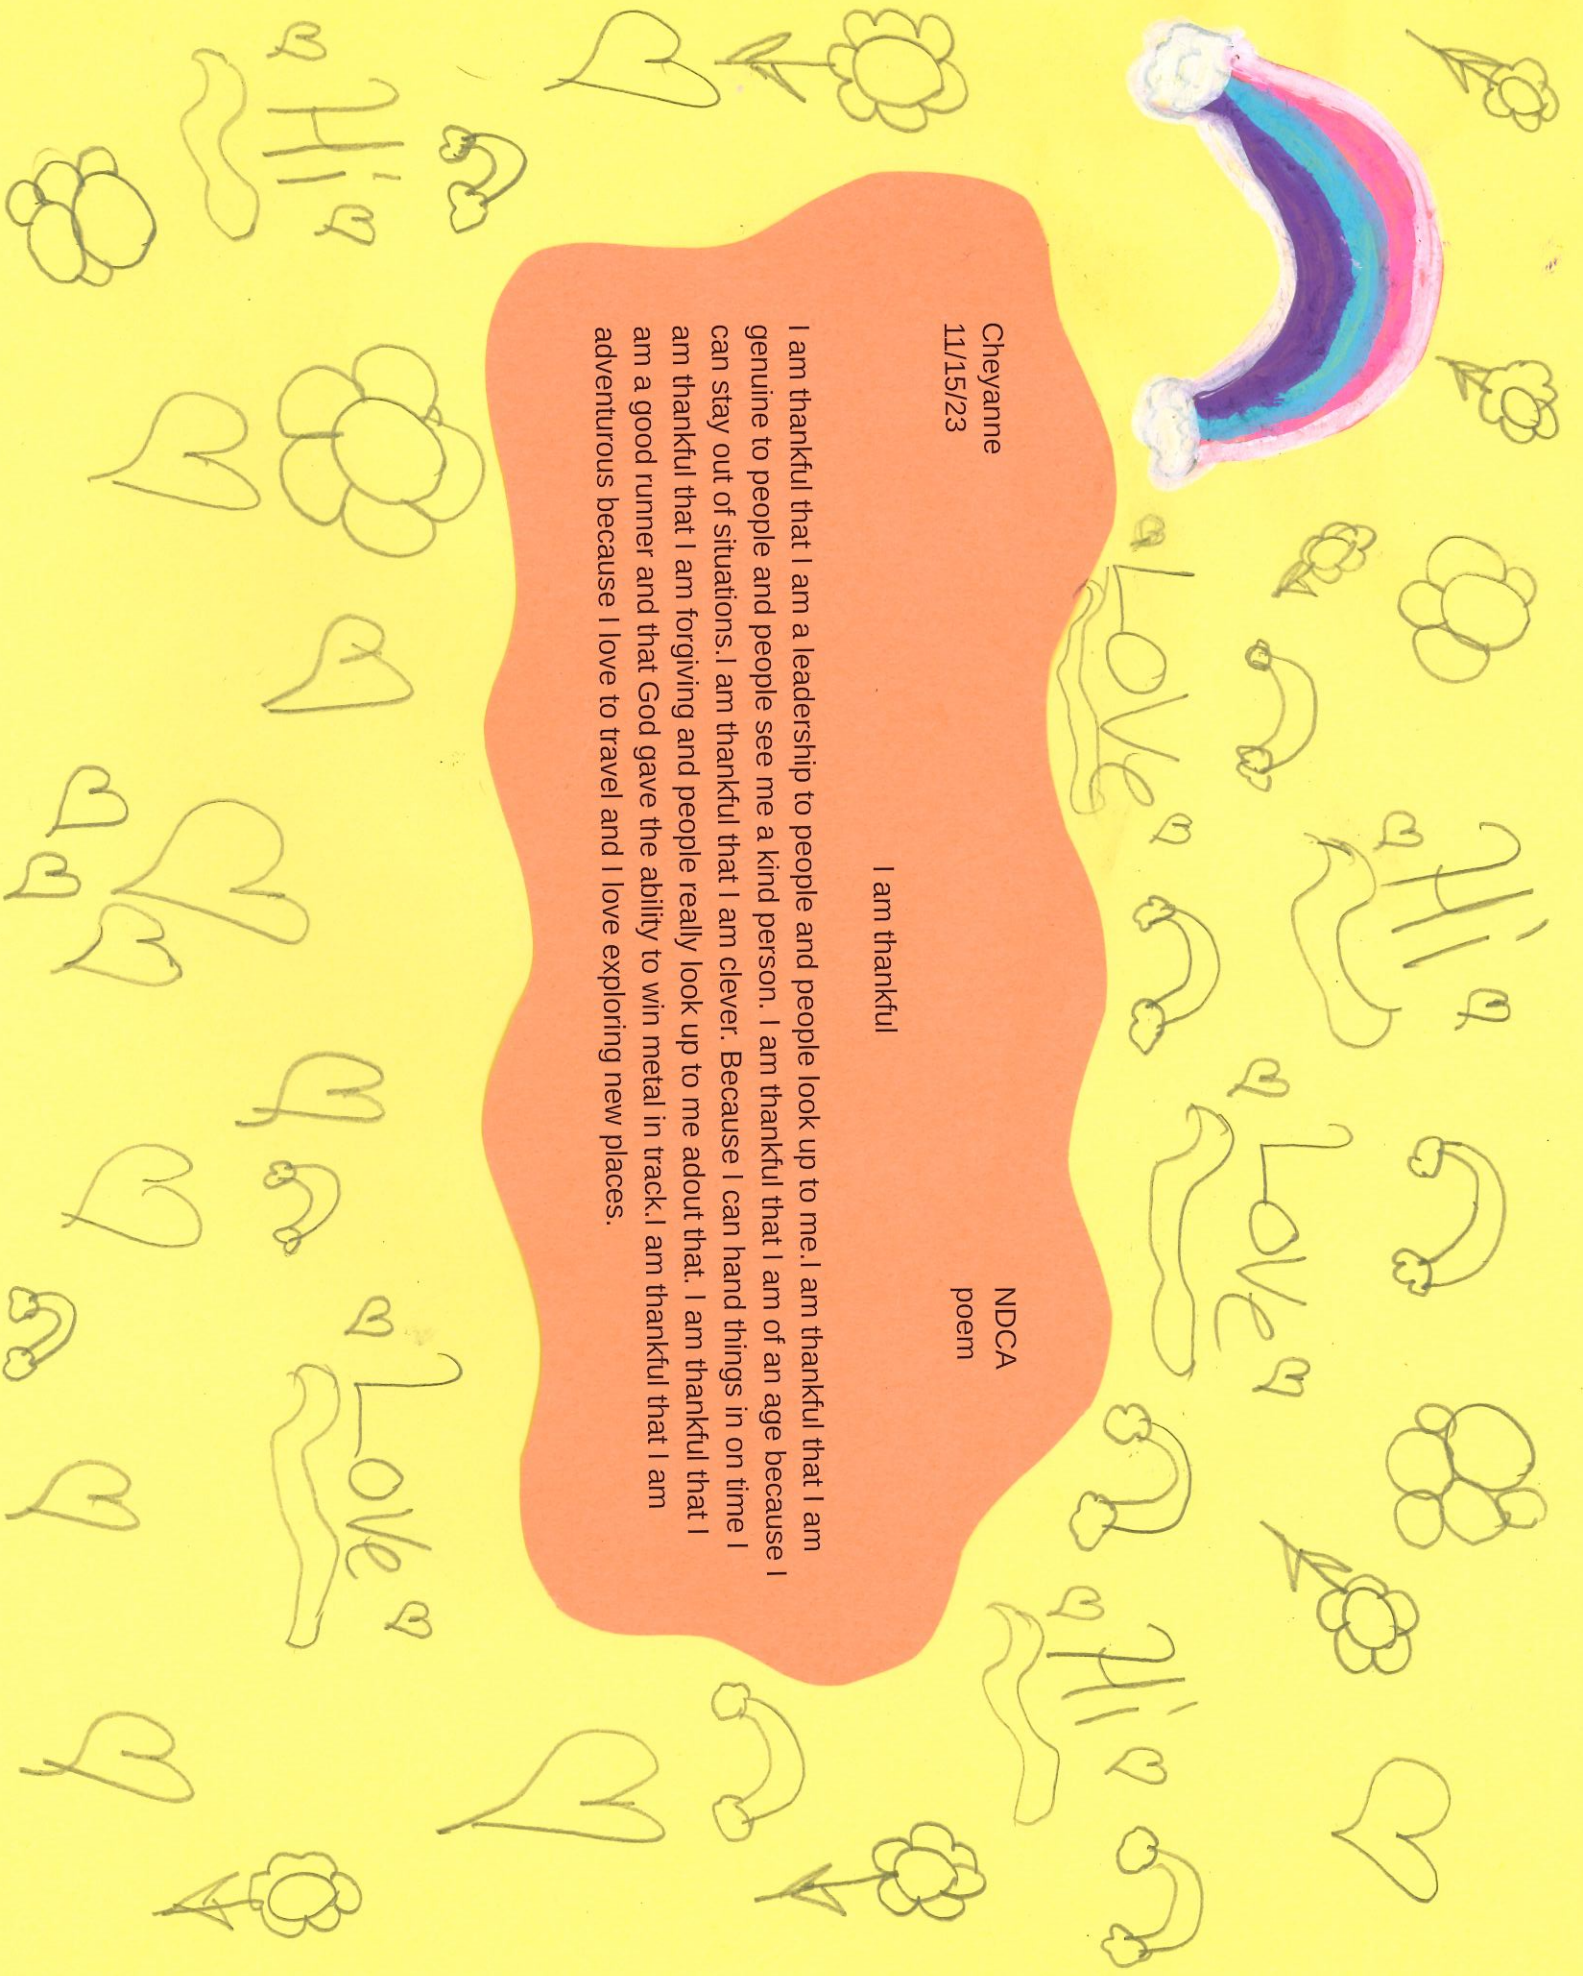 Cheyanne
11/15/23
NDCA
poem
I am thankful
I am thankful that I am a leadership to people and people look up to me.I am thankful that I am
genuine to people and people see me a kind person. I am thankful that I am of an age because I
can stay out of situations.I am thankful that I am clever. Because I can hand things in on time I
am thankful that I am forgiving and people really look up to me adout that. I am thankful that I
am a good runner and that God gave the ability to win metal in track.I am thankful that I am
adventurous because I love to travel and I love exploring new places.
Hi
Love
Hi
Love
Hi
Love